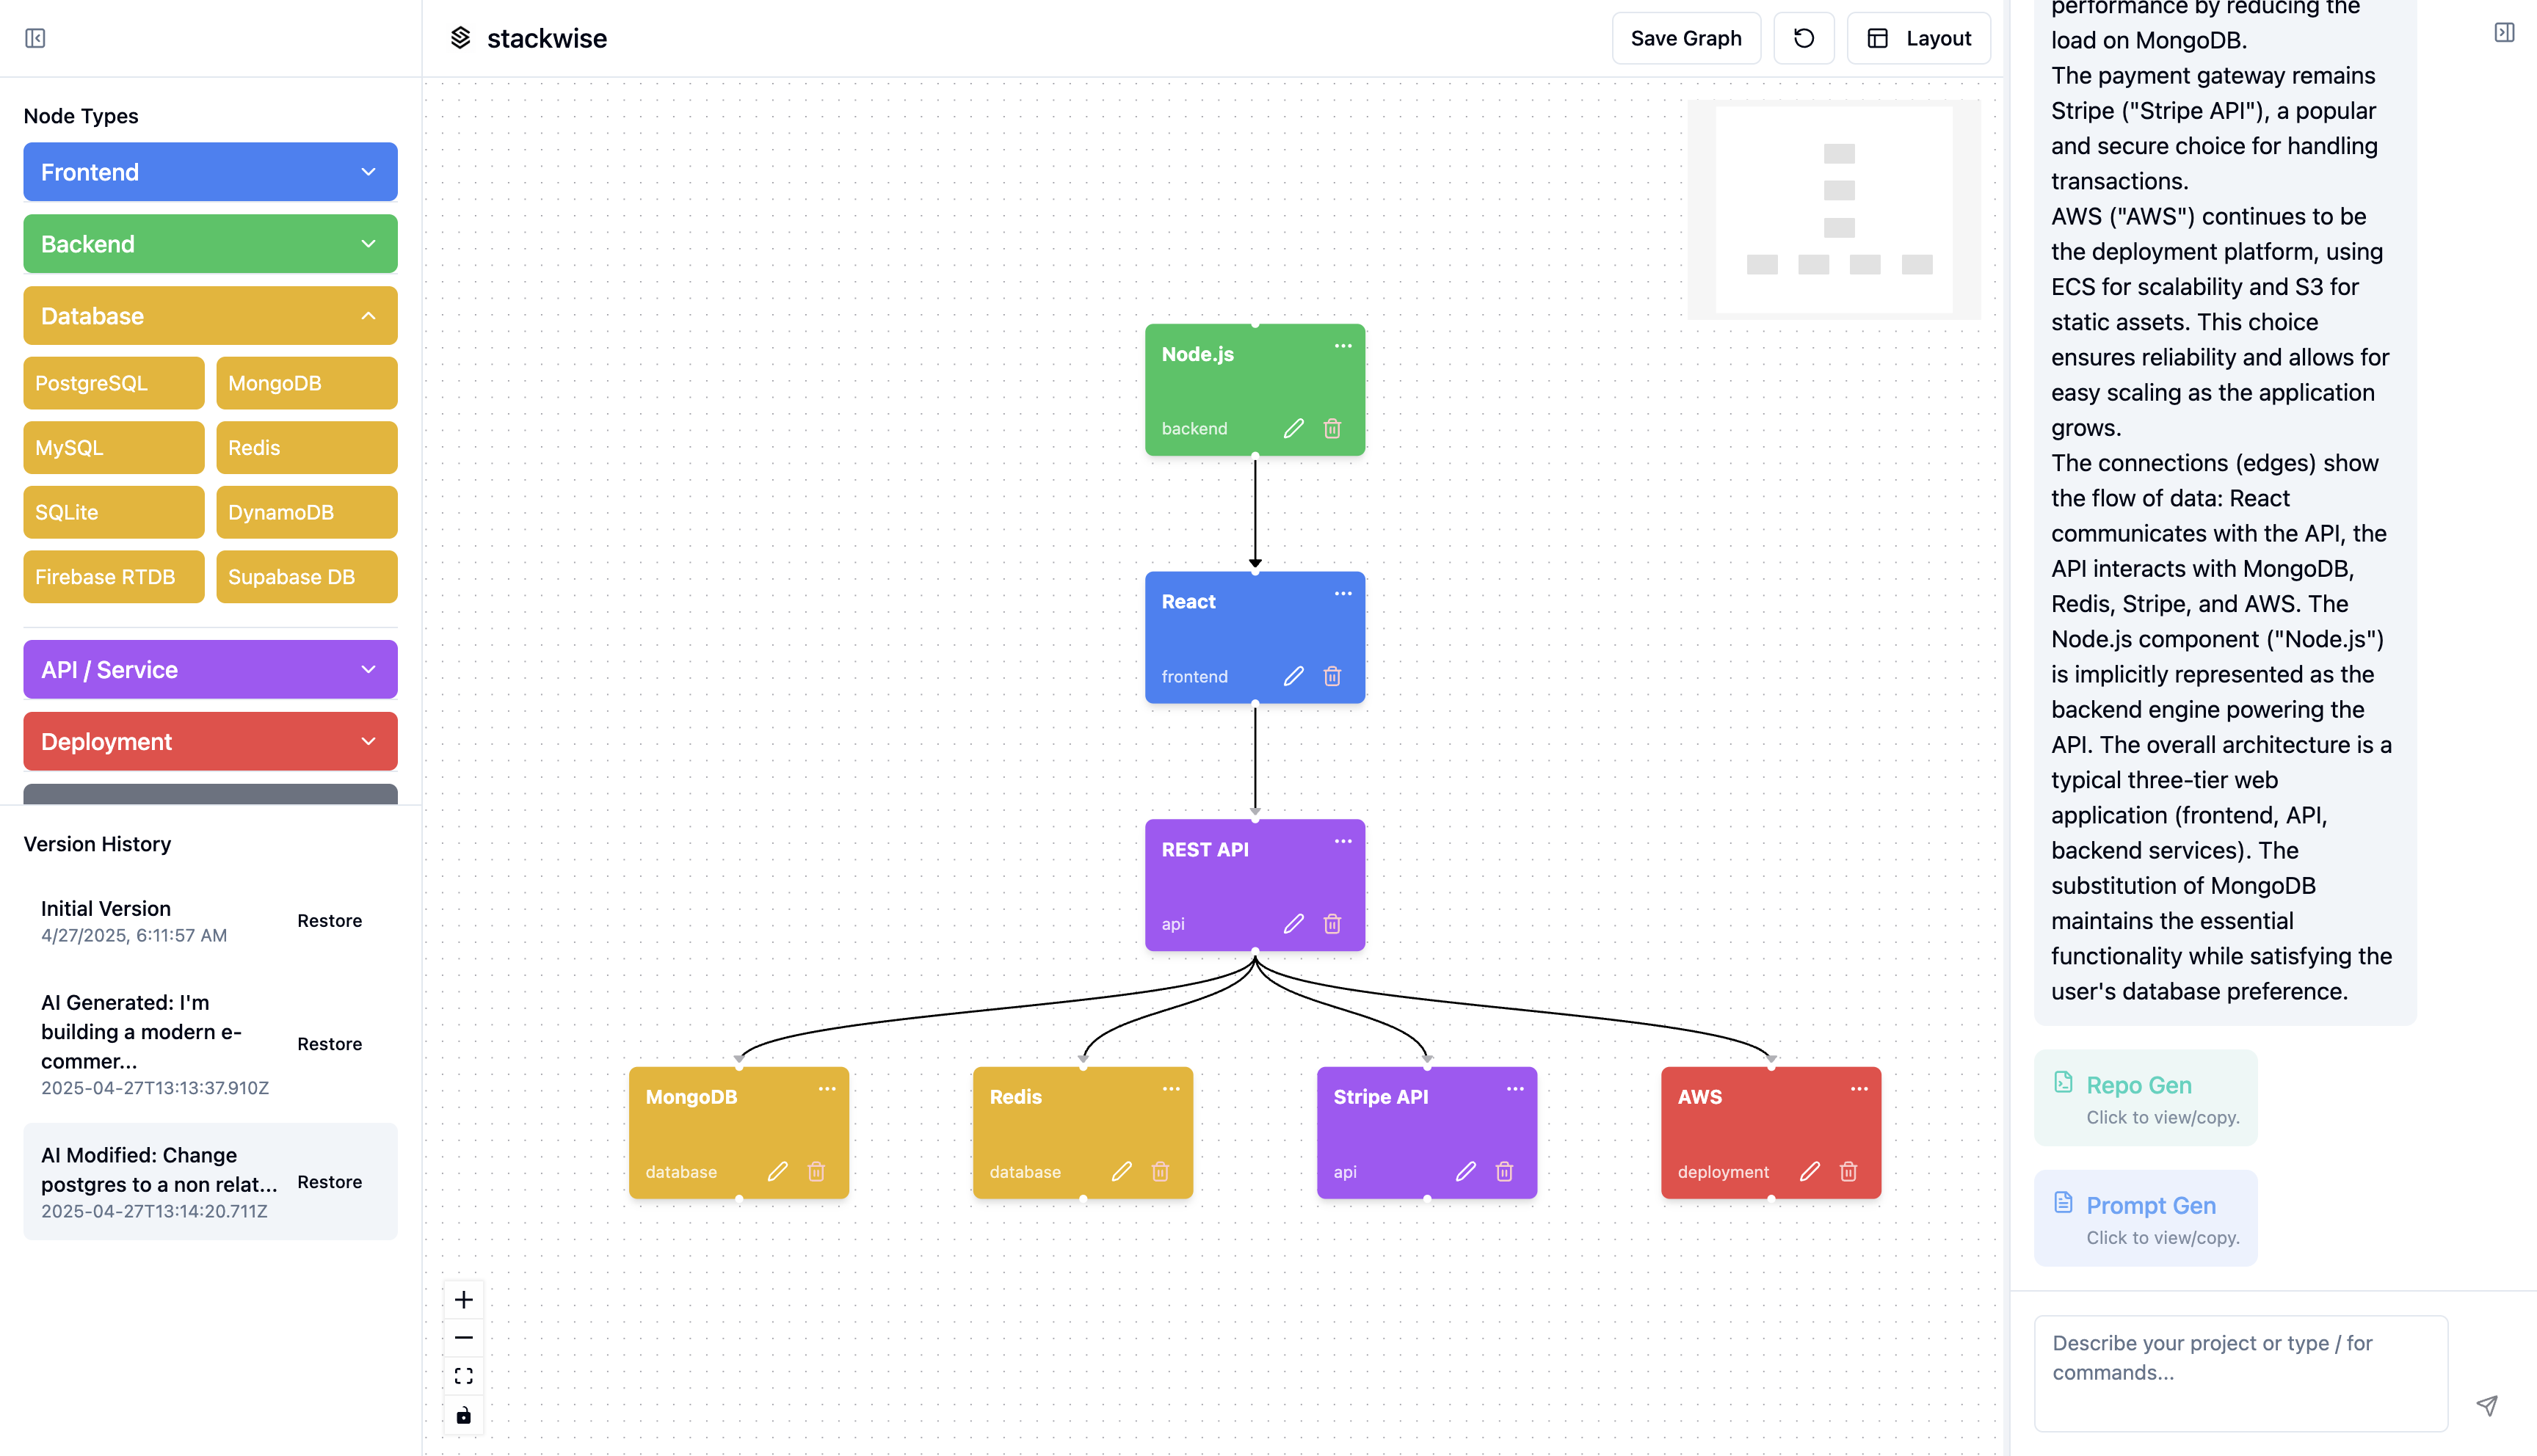 stackwise
Save Graph
Layout
Node Types
Frontend
Backend
Database
PostgreSQL
MongoDB
MySQL
Redis
SQLite
DynamoDB
Firebase RTDB
Supabase DB
API / Service
Deployment
Version History
Initial Version
4/27/2025, 6:11:57 AM
Restore
AI Generated: I'm
building a modern e-
commer...
2025-04-27T13:13:37.910Z
Restore
AI Modified: Change
postgres to a non relat...
2025-04-27T13:14:20.711Z
Restore
Node.js
backend
React
frontend
REST API
api
MongoDB
database
Redis
database
Stripe API
api
AWS
deployment
performance by reducing the
load on MongoDB.
The payment gateway remains
Stripe ("Stripe API"), a popular
and secure choice for handling
transactions.
AWS ("AWS") continues to be
the deployment platform, using
ECS for scalability and S3 for
static assets. This choice
ensures reliability and allows for
easy scaling as the application
grows.
The connections (edges) show
the flow of data: React
communicates with the API, the
API interacts with MongoDB,
Redis, Stripe, and AWS. The
Node.js component ("Node.js")
is implicitly represented as the
backend engine powering the
API. The overall architecture is a
typical three-tier web
application (frontend, API,
backend services). The
substitution of MongoDB
maintains the essential
functionality while satisfying the
user's database preference.
Repo Gen
Click to view/copy.
Prompt Gen
Click to view/copy.
Describe your project or type / for
commands...